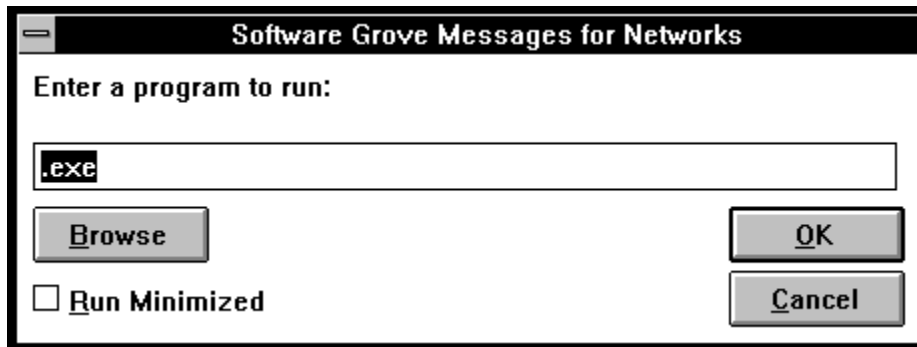 Software Grove Messages for Networks
Enter a program to run:
.exe
Browse
OK
Run Minimized
Cancel